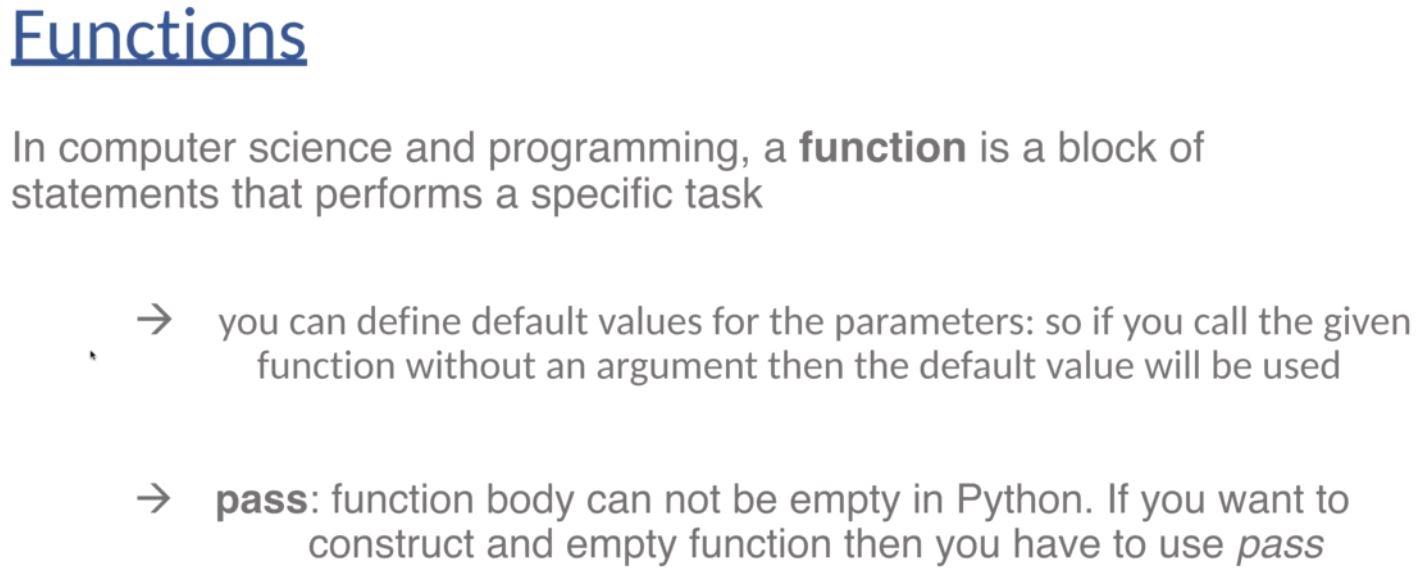 Functions
In computer science and programming, a function is a block of
statements that performs a specific task
→ you can define default values for the parameters: so if you call the given
function without an argument then the default value will be used
→ pass: function body can not be empty in Python. If you want to
construct and empty function then you have to use pass